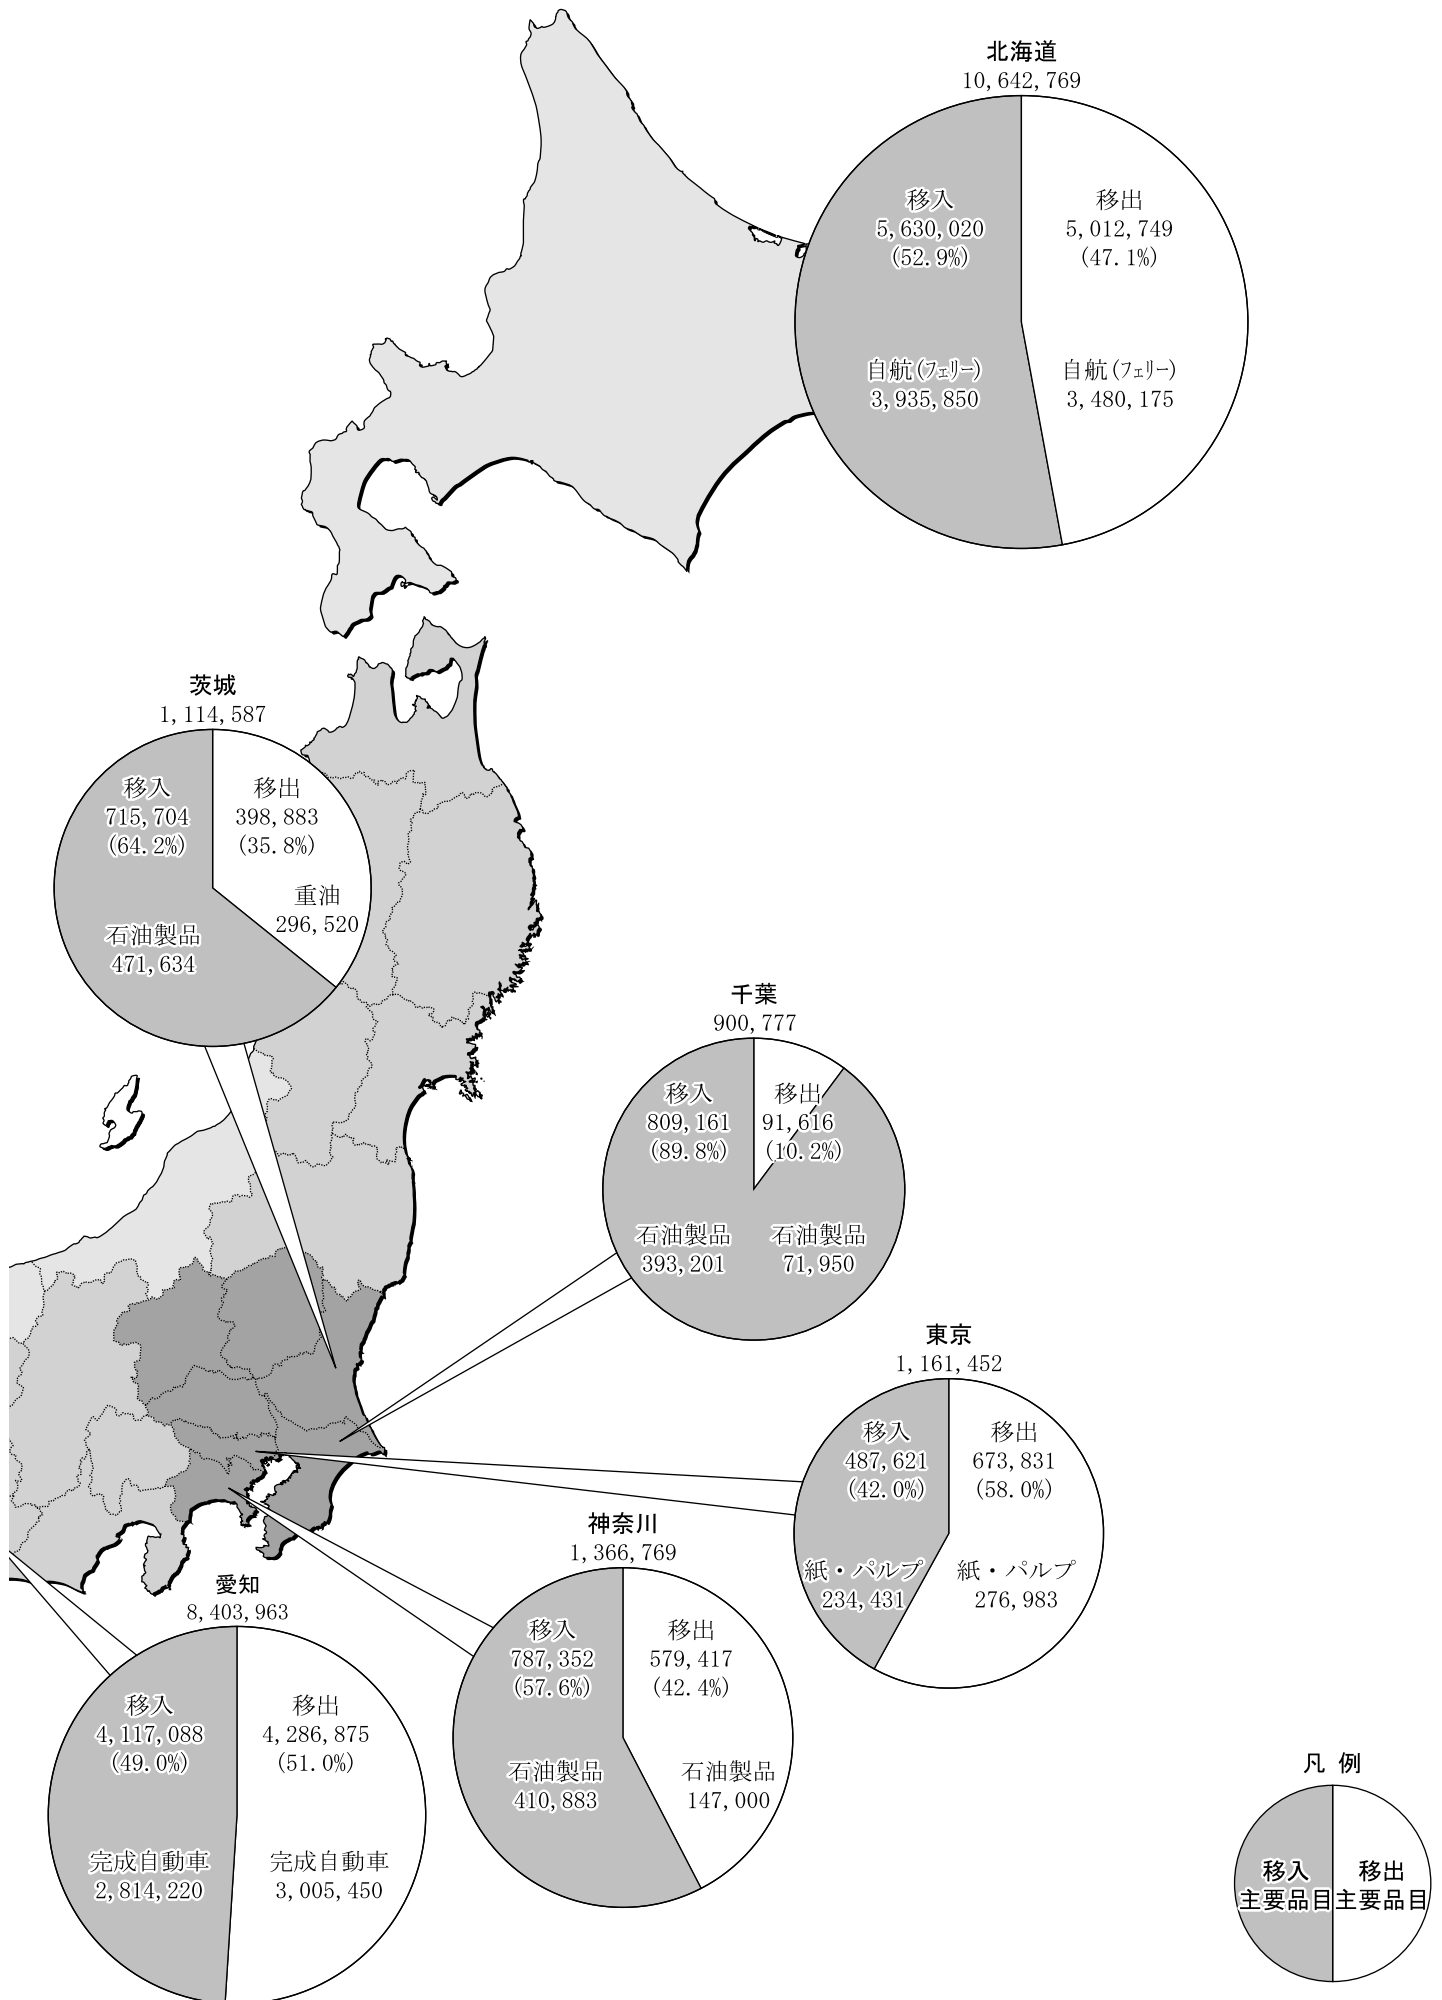 北海道
10,642,769
移入
5,630,020
(52.9%)
自航(フェリー)
3,935,850
移出
5,012,749
(47.1%)
自航(フェリー)
3,480,175
茨城
1,114,587
移入
715,704
(64.2%)
石油製品
471,634
移出
398,883
(35.8%)
重油
296,520
千葉
900,777
移入
809,161
(89.8%)
石油製品
393,201
移出
91,616
(10.2%)
石油製品
71,950
東京
1,161,452
移入
487,621
(42.0%)
紙・パルプ
234,431
移出
673,831
(58.0%)
紙・パルプ
276,983
神奈川
1,366,769
移入
787,352
(57.6%)
石油製品
410,883
移出
579,417
(42.4%)
石油製品
147,000
愛知
8,403,963
移入
4,117,088
(49.0%)
完成自動車
2,814,220
移出
4,286,875
(51.0%)
完成自動車
3,005,450
凡 例
移入
主要品目
移出
主要品目